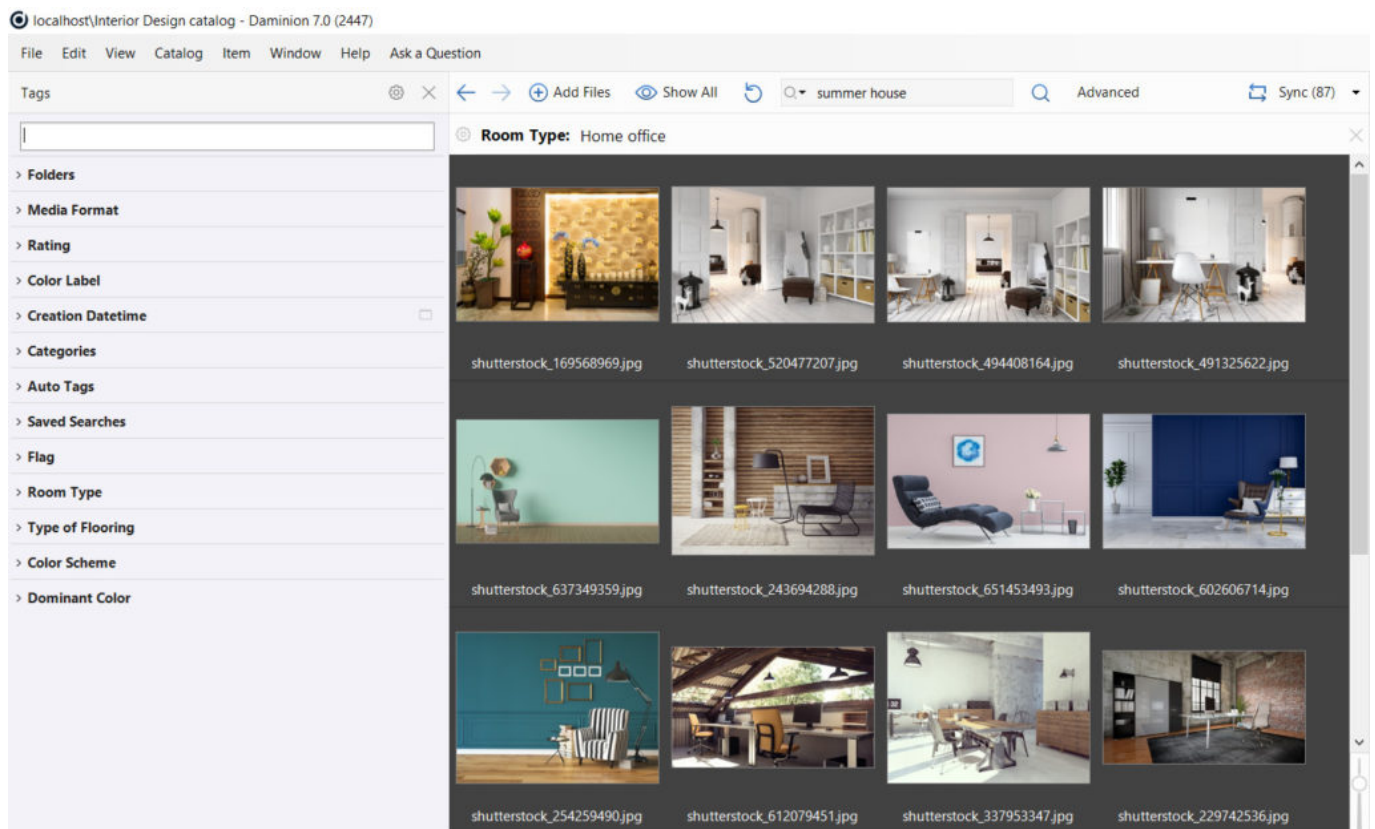 localhost\Interior Design catalog - Daminion 7.0 (2447)
File Edit View Catalog Item Window Help Ask a Question
Tags
Add Files Show All summer house Advanced Sync (87)
Room Type: Home office
Folders
Media Format
Rating
Color Label
Creation Datetime
Categories
Auto Tags
Saved Searches
Flag
Room Type
Type of Flooring
Color Scheme
Dominant Color
shutterstock_169568969.jpg shutterstock_520477207.jpg shutterstock_494408164.jpg shutterstock_491325622.jpg
shutterstock_637349359.jpg shutterstock_243694288.jpg shutterstock_651453493.jpg shutterstock_602606714.jpg
shutterstock_254259490.jpg shutterstock_612079451.jpg shutterstock_337953347.jpg shutterstock_229742536.jpg